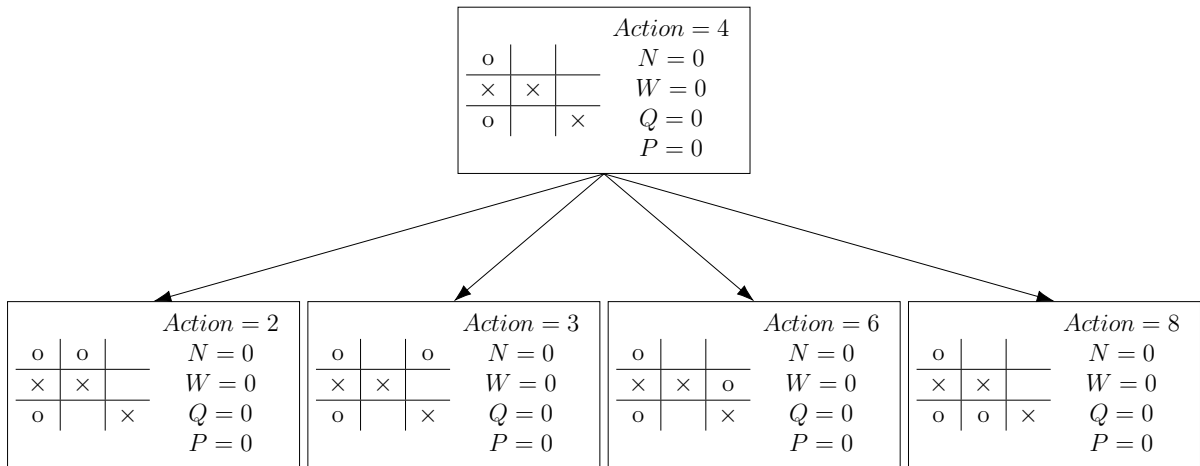 Action = 4
o
N = 0
× ×
W = 0
o ×
Q = 0
P = 0
Action = 2
o o
N = 0
× ×
W = 0
o ×
Q = 0
P = 0
Action = 3
o o
N = 0
× ×
W = 0
o ×
Q = 0
P = 0
Action = 6
o
N = 0
× × o
W = 0
o ×
Q = 0
P = 0
Action = 8
o
N = 0
× ×
W = 0
o o ×
Q = 0
P = 0